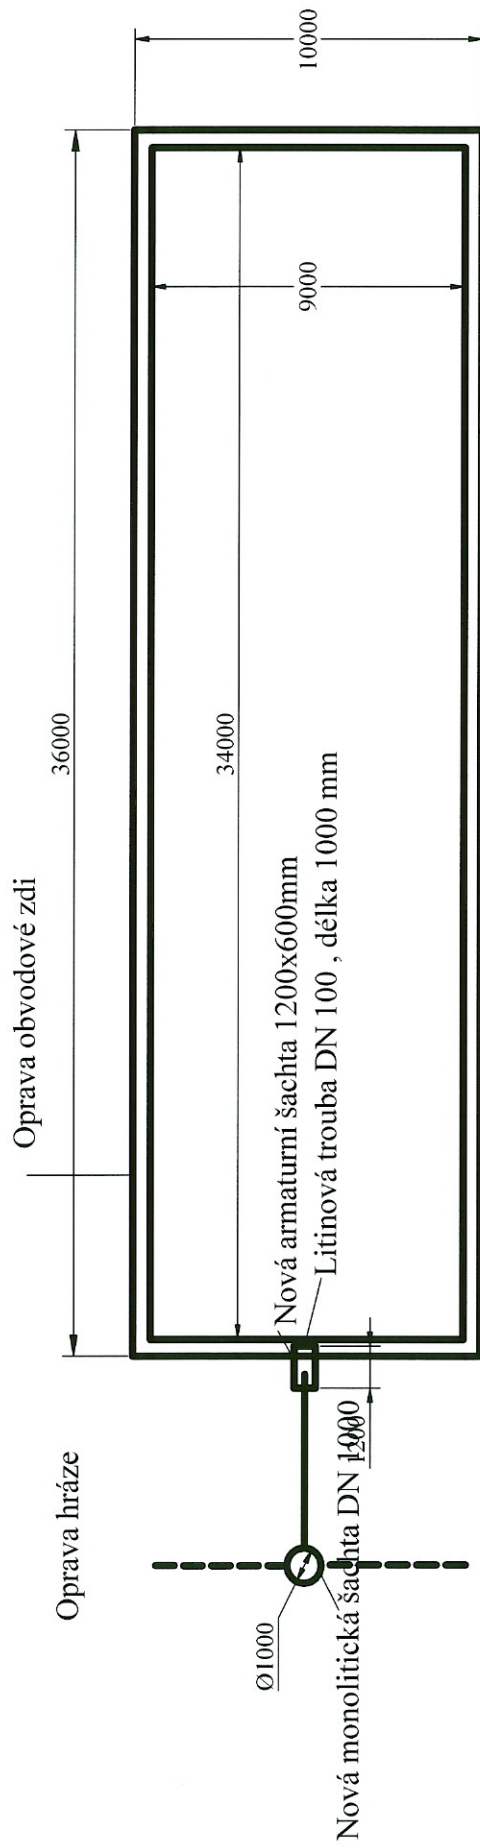 Oprava obvodové zdi
Oprava hráze
36000
10000
34000
9000
Nová armaturní šachta 1200x600mm
Litinová trouba DN 100 , délka 1000 mm
1200
Ø1000
Nová monolitická šachta DN 1000